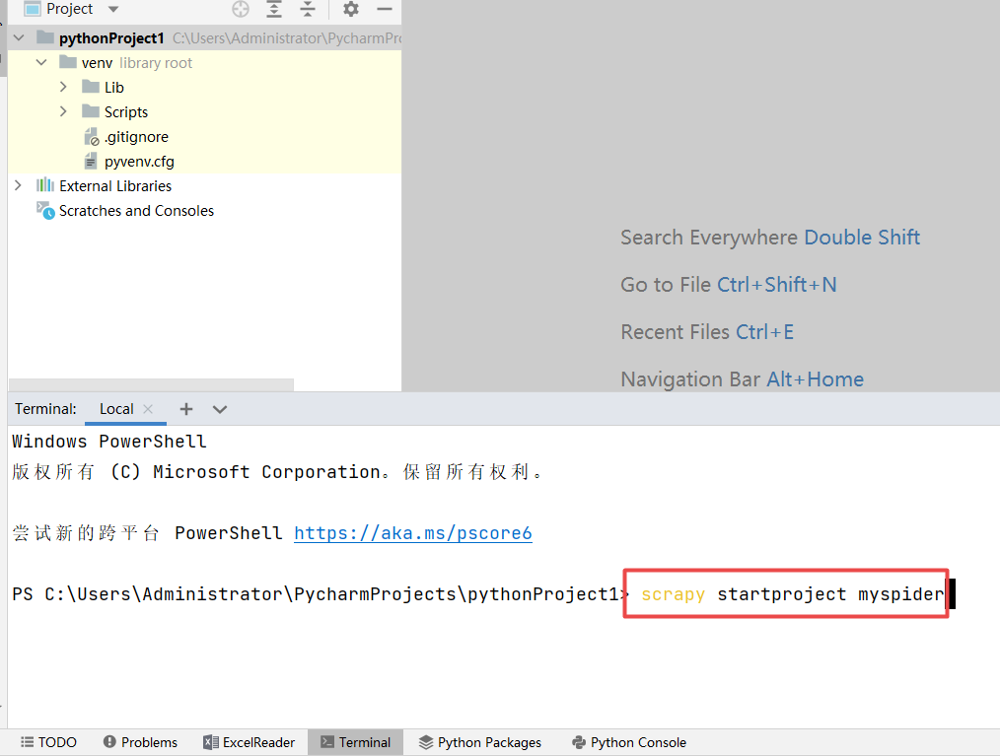 Project
pythonProject1 C:\Users\Administrator\PycharmPro
venv library root
Lib
Scripts
.gitignore
pyvenv.cfg
External Libraries
Scratches and Consoles
Search Everywhere Double Shift
Go to File Ctrl+Shift+N
Recent Files Ctrl+E
Navigation Bar Alt+Home
Terminal: Local
Windows PowerShell
版权所有 (C) Microsoft Corporation。保留所有权利。
尝试新的跨平台 PowerShell https://aka.ms/pscore6
PS C:\Users\Administrator\PycharmProjects\pythonProject1> scrapy startproject myspider
TODO Problems ExcelReader Terminal Python Packages Python Console